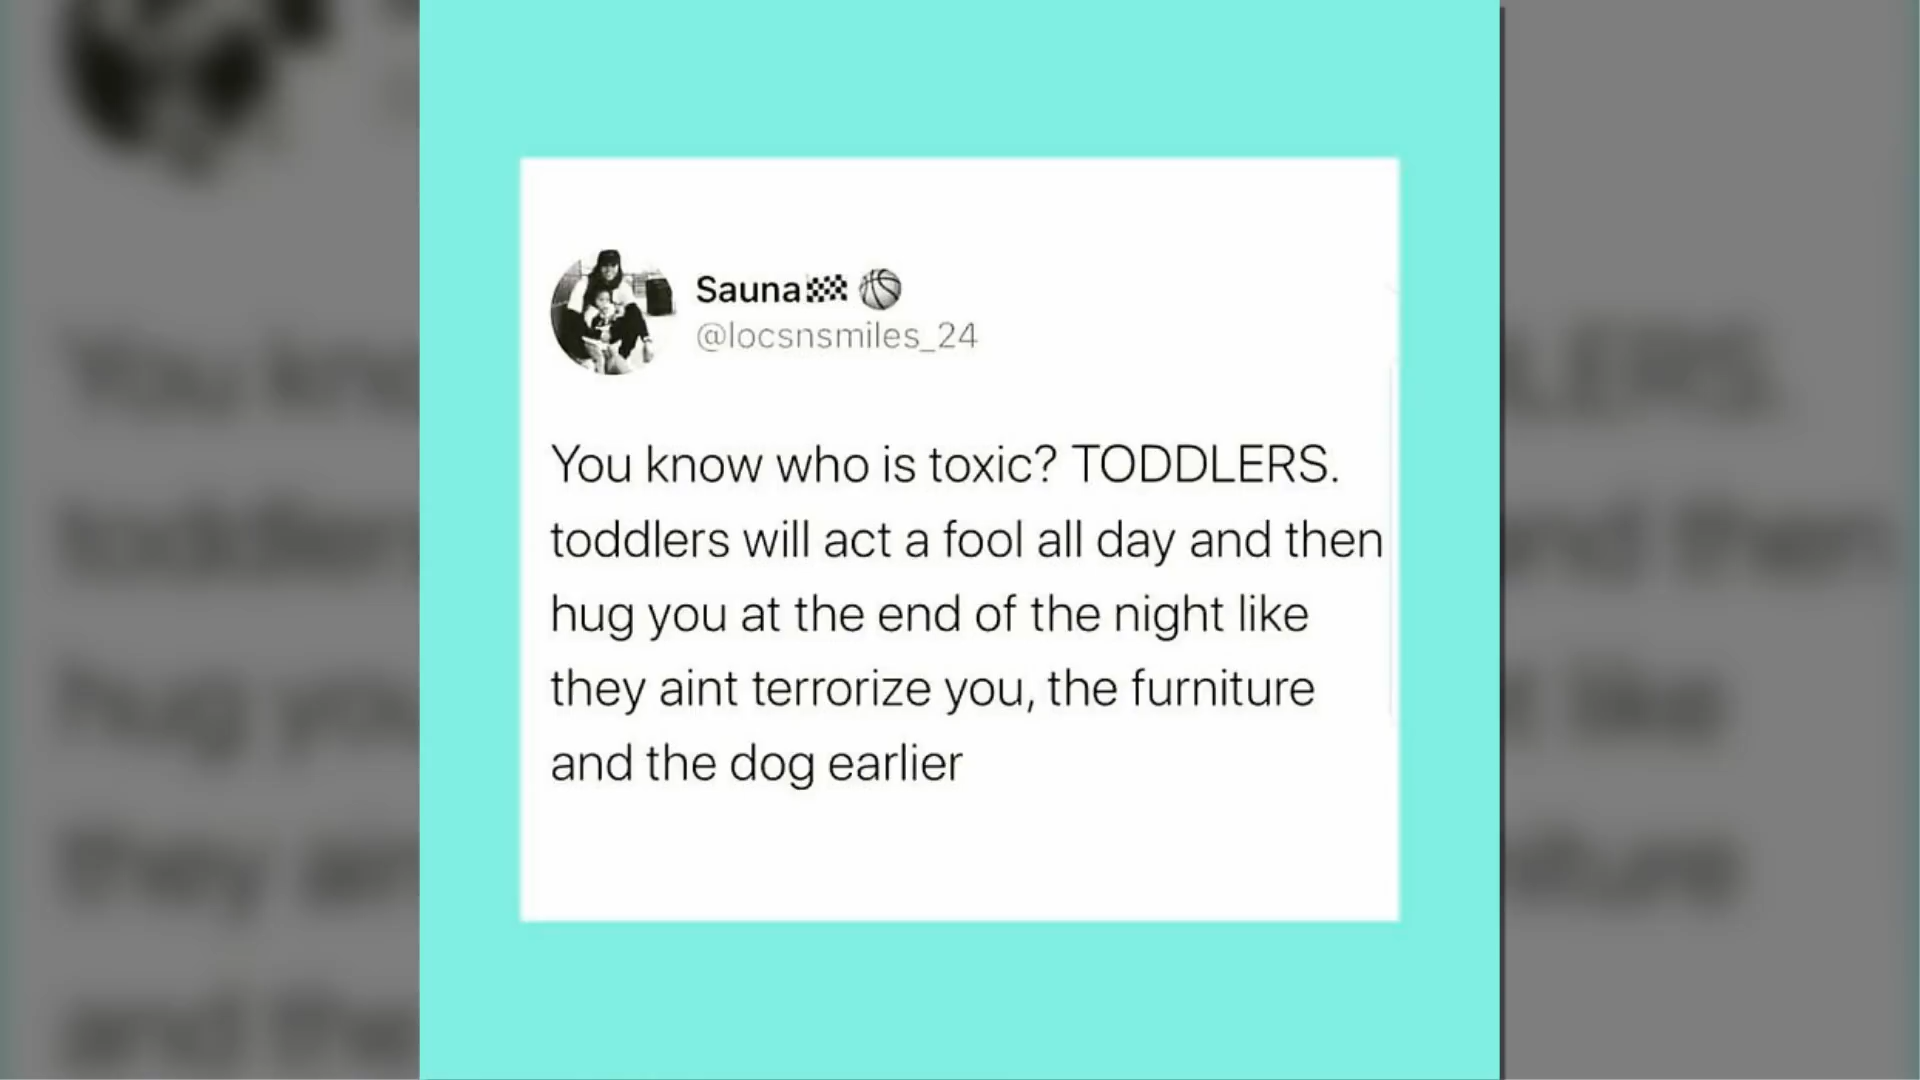 Sauna🏁 🏀
@locsnsmiles_24
You know who is toxic? TODDLERS.
toddlers will act a fool all day and then
hug you at the end of the night like
they aint terrorize you, the furniture
and the dog earlier